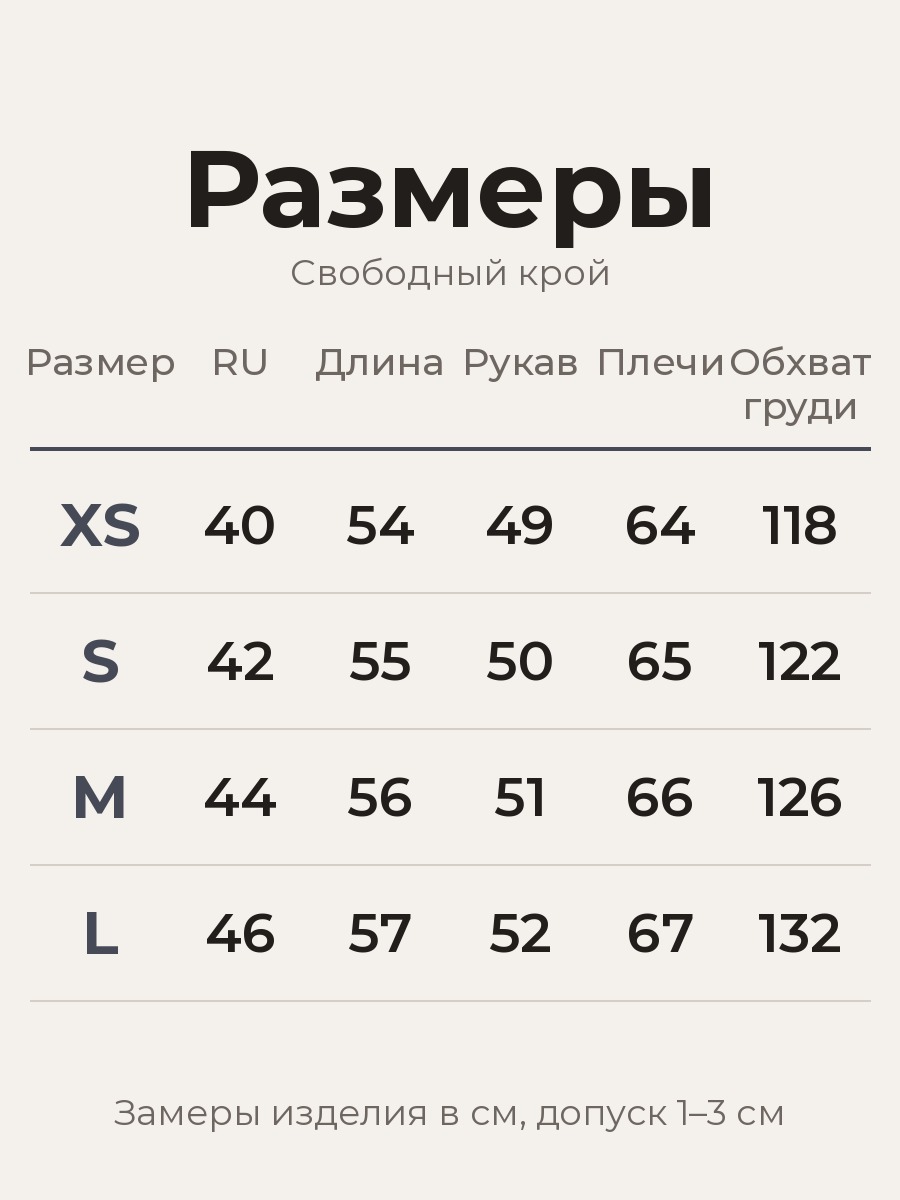 Размеры
Свободный крой
Размер RU Длина Рукав Плечи Обхват
груди
XS 40 54 49 64 118
S 42 55 50 65 122
M 44 56 51 66 126
L 46 57 52 67 132
Замеры изделия в см, допуск 1–3 см